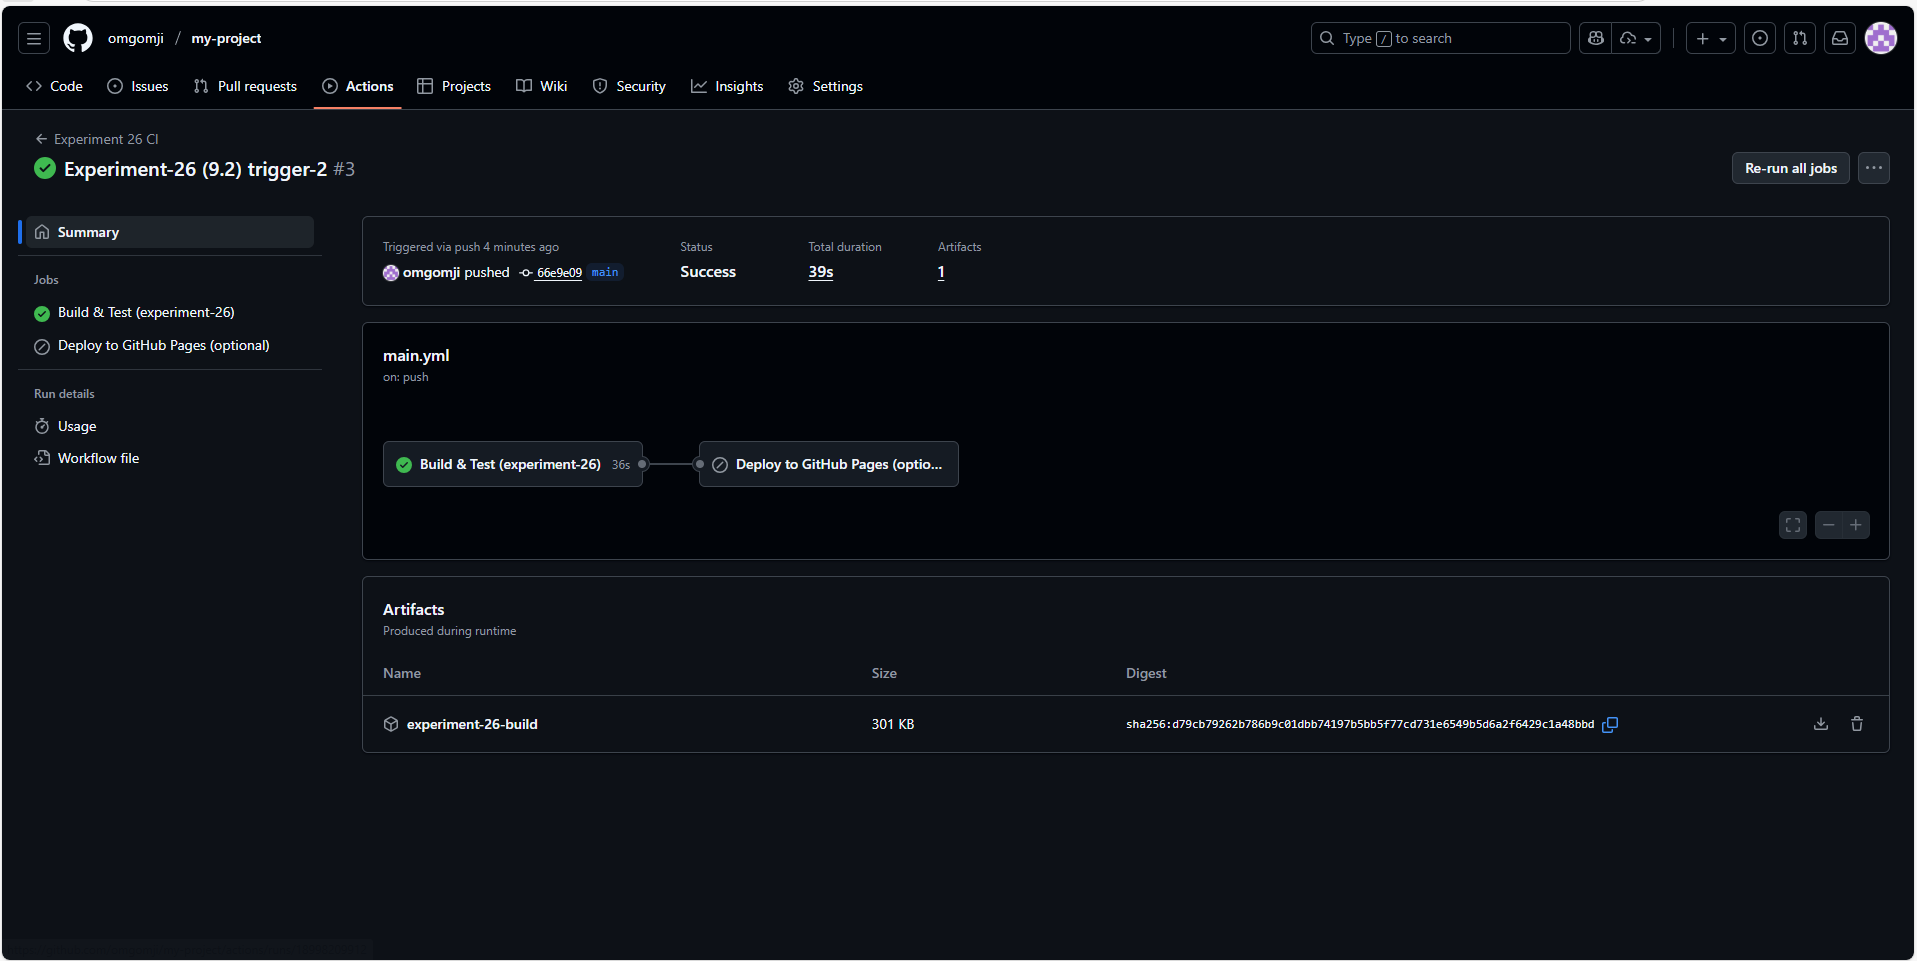 omgomji / my-project
Type / to search
Code Issues Pull requests Actions Projects Wiki Security Insights Settings
Experiment 26 CI
Experiment-26 (9.2) trigger-2 #3
Re-run all jobs
Summary
Jobs
Build & Test (experiment-26)
Deploy to GitHub Pages (optional)
Run details
Usage
Workflow file
Triggered via push 4 minutes ago
omgomji pushed 66e9e09 main
Status
Success
Total duration
39s
Artifacts
1
main.yml
on: push
Build & Test (experiment-26) 36s
Deploy to GitHub Pages (optio...
Artifacts
Produced during runtime
Name Size Digest
experiment-26-build 301 KB sha256:d79cb79262b786b9c01dbb74197b5bb5f77cd731e6549b5d6a2f6429c1a48bbd